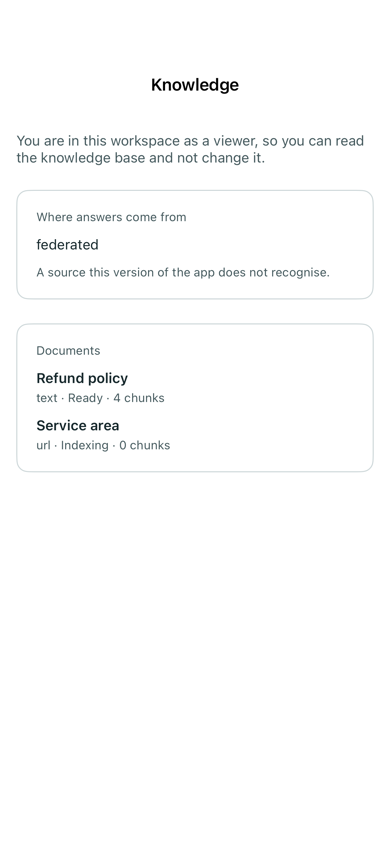 Knowledge
You are in this workspace as a viewer, so you can read
the knowledge base and not change it.
Where answers come from
federated
A source this version of the app does not recognise.
Documents
Refund policy
text · Ready · 4 chunks
Service area
url · Indexing · 0 chunks